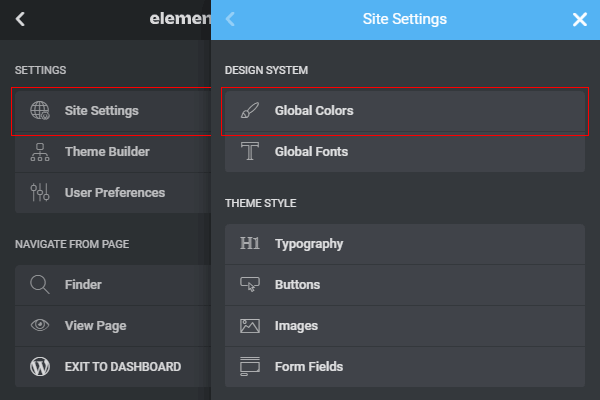 elemen
SETTINGS
Site Settings
Theme Builder
User Preferences
NAVIGATE FROM PAGE
Finder
View Page
EXIT TO DASHBOARD
Site Settings
DESIGN SYSTEM
Global Colors
Global Fonts
THEME STYLE
H1 Typography
Buttons
Images
Form Fields